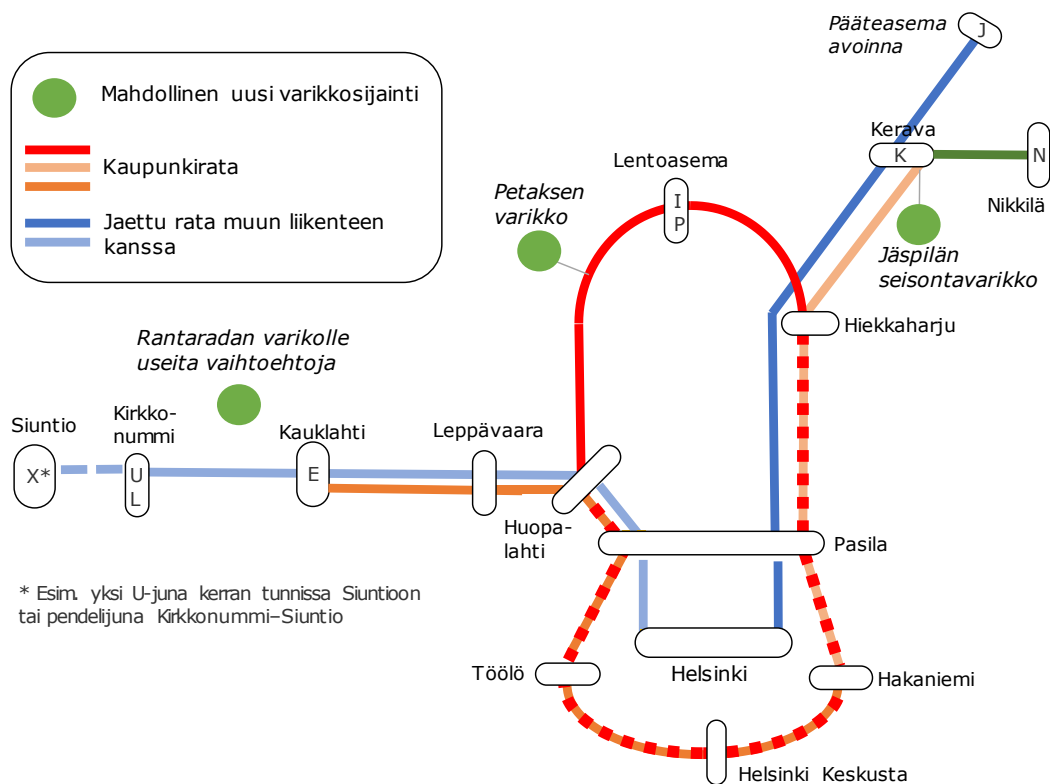 Mahdollinen uusi varikkosijainti
Kaupunkirata
Jaettu rata muun liikenteen
kanssa
Pääteasema
avoinna
J
Kerava
K
N
Nikkilä
Jäspilän
seisontavarikko
Lentoasema
I
P
Petaksen
varikko
Hiekkaharju
Rantaradan varikolle
useita vaihtoehtoja
Siuntio
X*
Kirkko-
nummi
U
L
Kauklahti
E
Leppävaara
Huopa-
lahti
Pasila
* Esim. yksi U-juna kerran tunnissa Siuntioon
tai pendelijuna Kirkkonummi–Siuntio
Töölö
Helsinki
Hakaniemi
Helsinki Keskusta